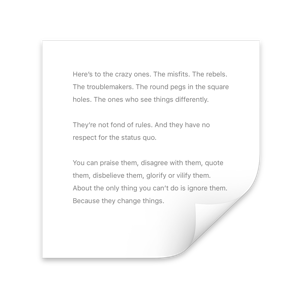 Here's to the crazy ones. The misfits. The rebels.
The troublemakers. The round pegs in the square
holes. The ones who see things differently.
They're not fond of rules. And they have no
respect for the status quo.
You can praise them, disagree with them, quote
them, disbelieve them, glorify or vilify them.
About the only thing you can't do is ignore them.
Because they change things.